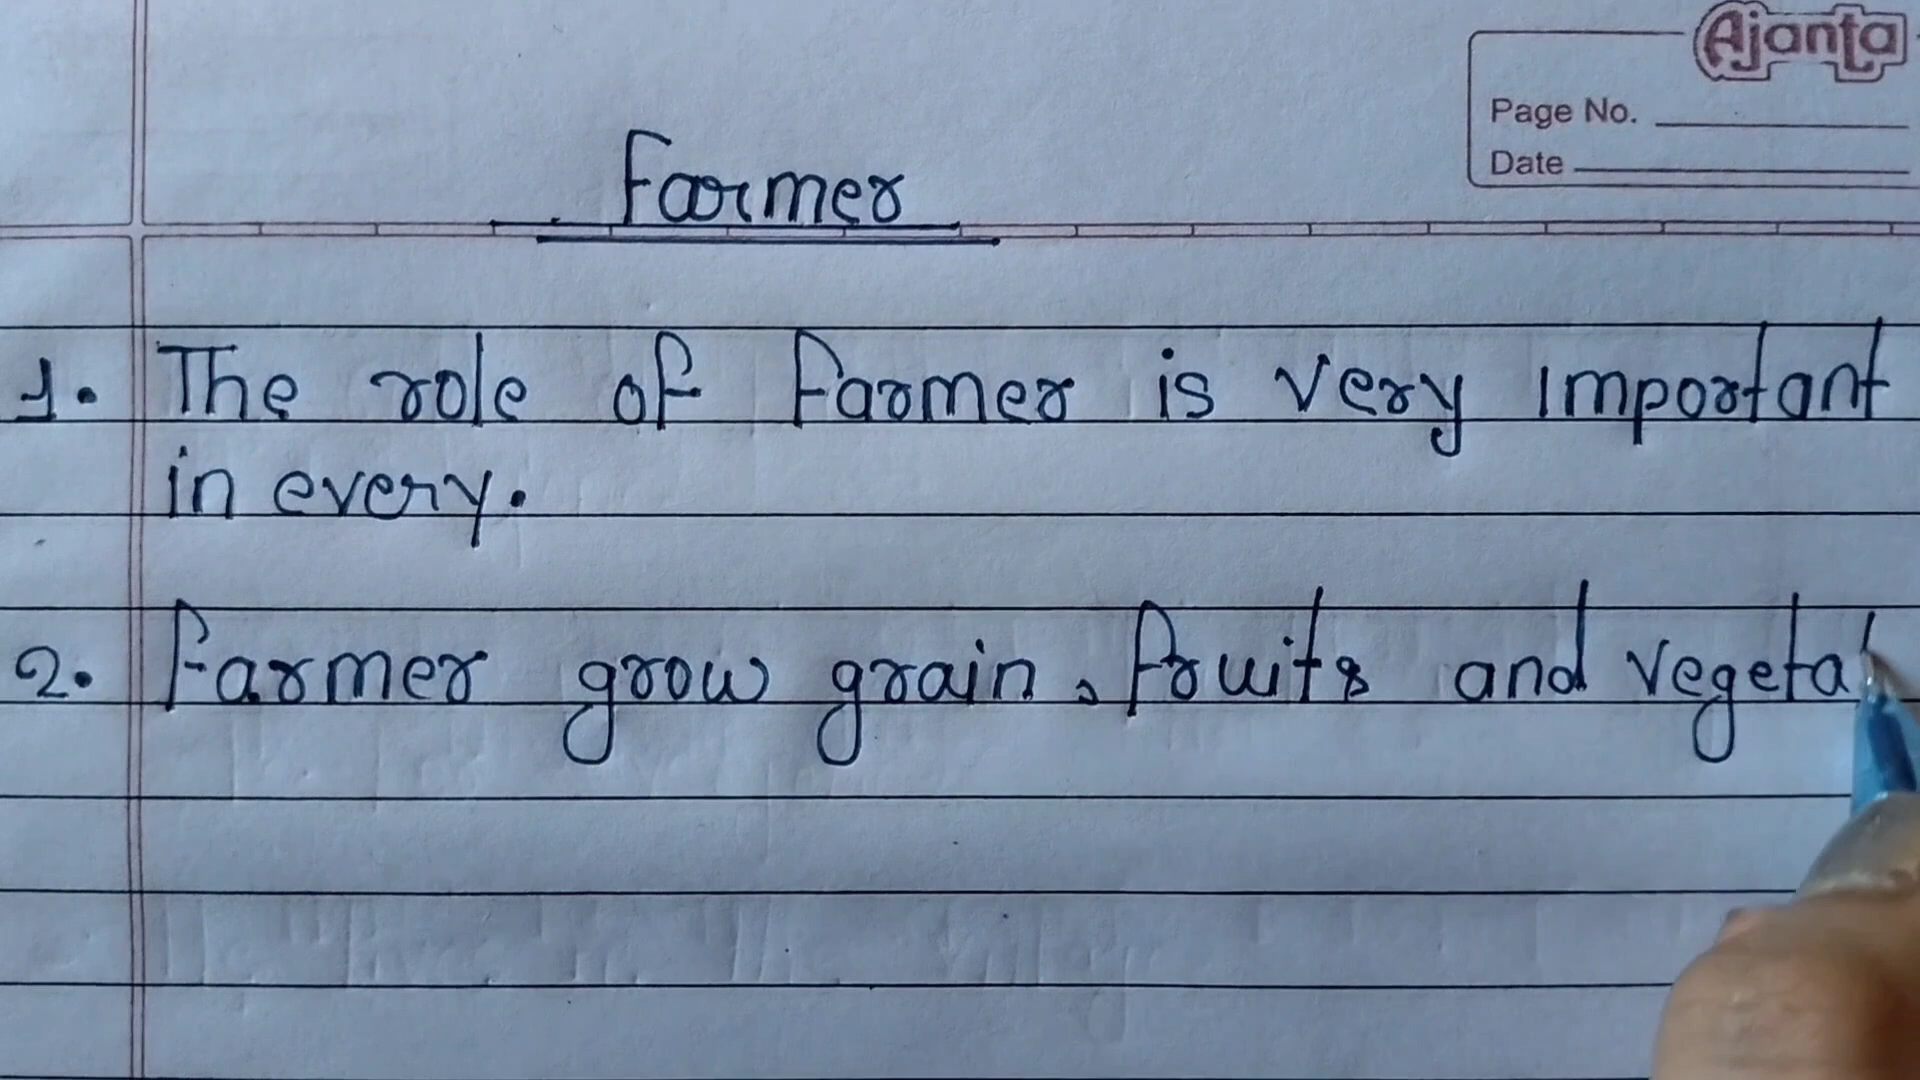 Ajanta
Page No.
Date
Farmer
1. The role of Farmer is very important
in every.
2. Farmer grow grain, fruits and vegeta